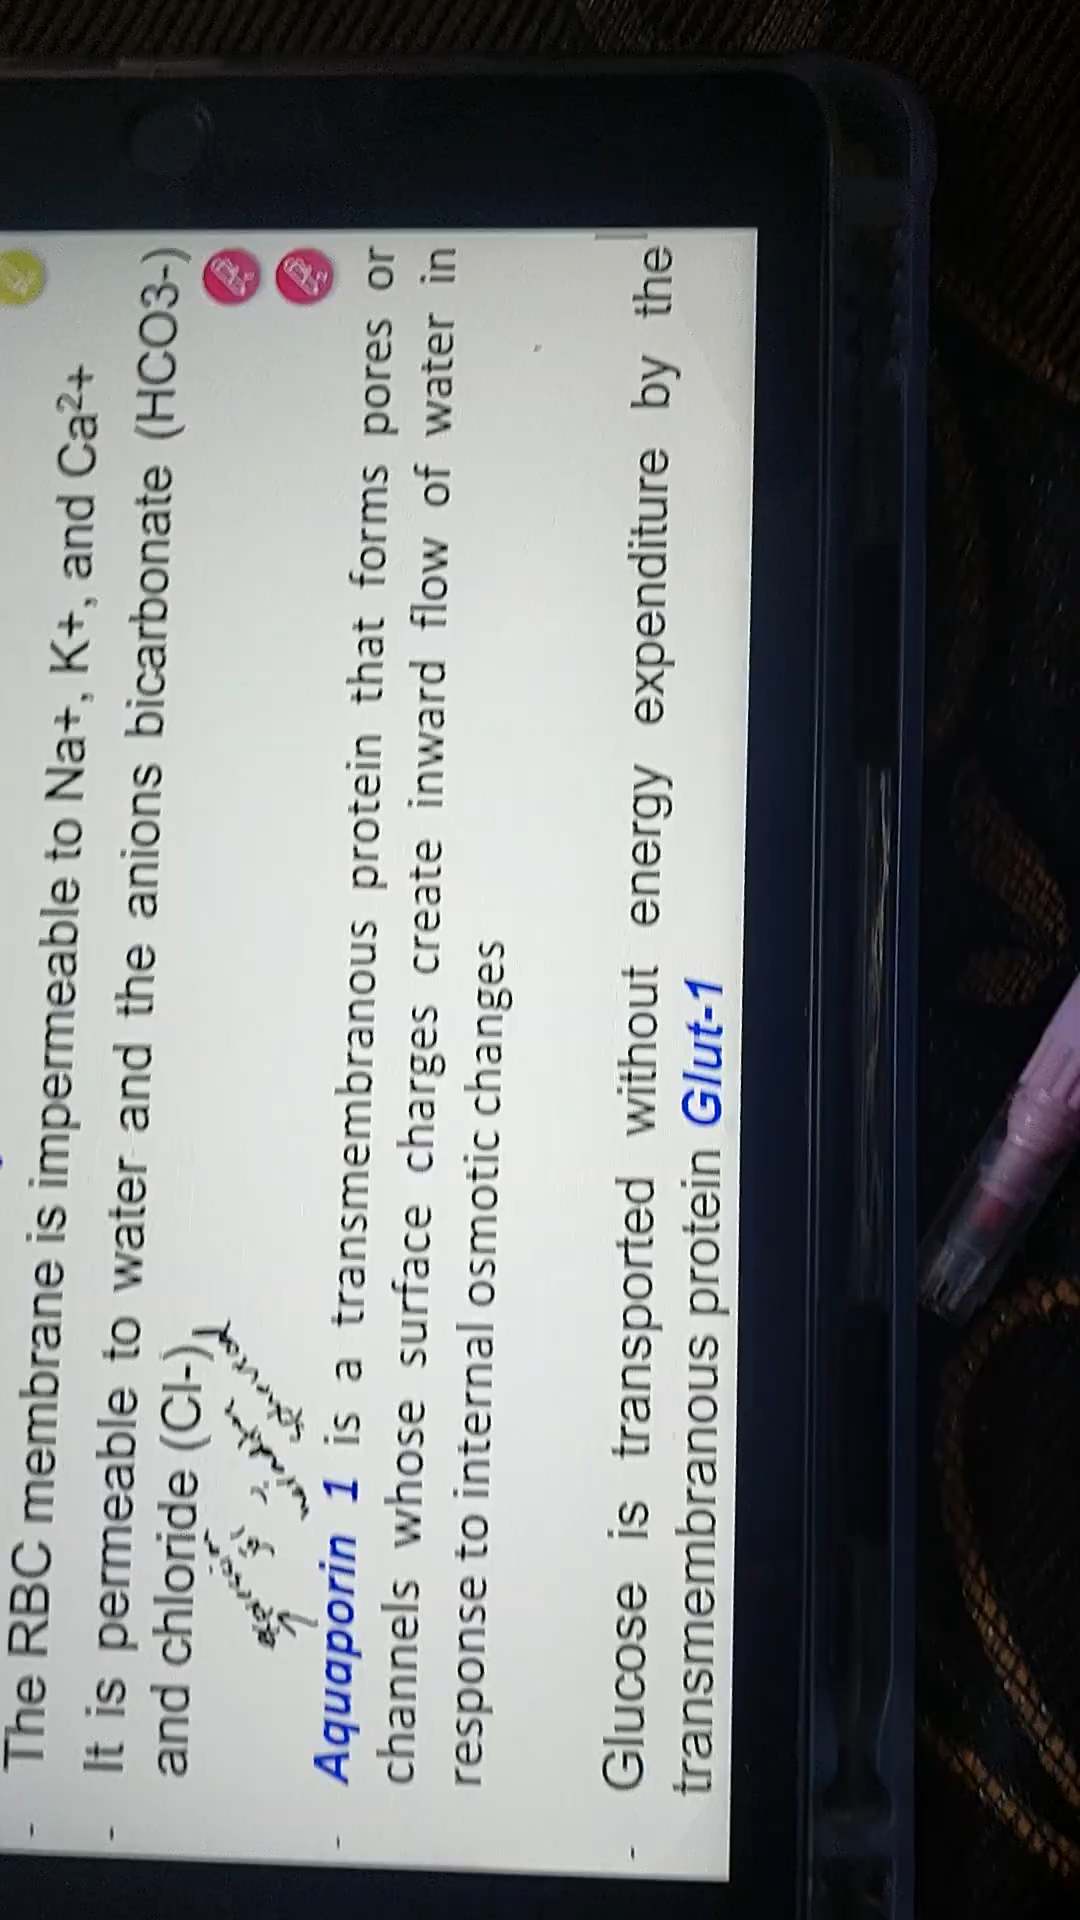 - The RBC membrane is impermeable to Na+, K+, and Ca2+
- It is permeable to water and the anions bicarbonate (HCO3-)
and chloride (Cl-)
- Aquaporin 1 is a transmembranous protein that forms pores or
channels whose surface charges create inward flow of water in
response to internal osmotic changes
- Glucose is transported without energy expenditure by the
transmembranous protein Glut-1